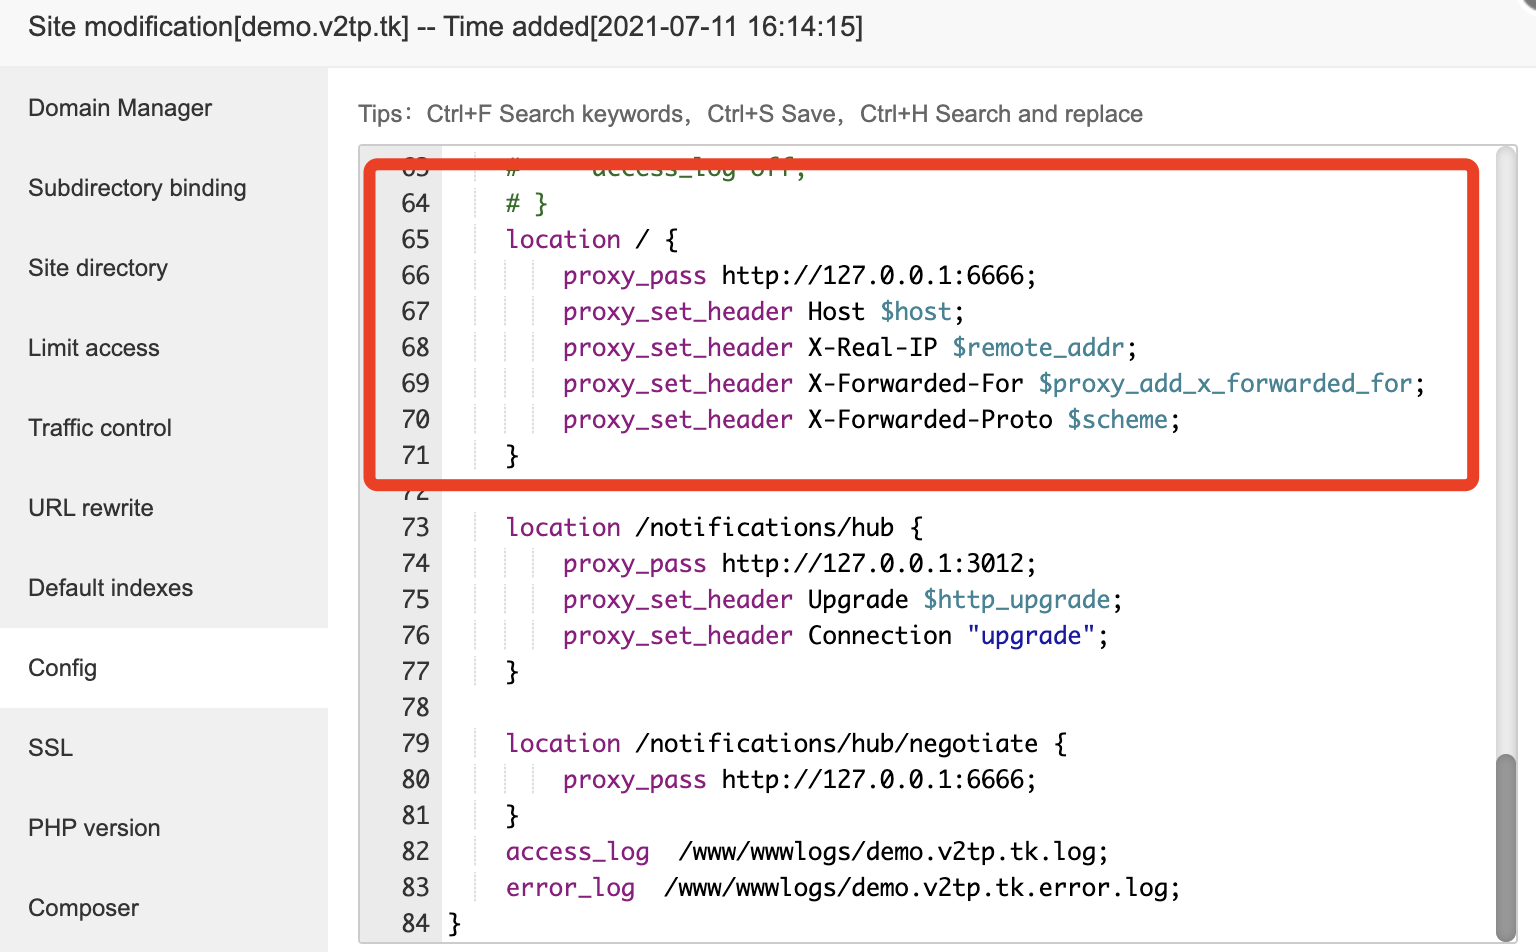 Site modification[demo.v2tp.tk] -- Time added[2021-07-11 16:14:15]
Domain Manager
Subdirectory binding
Site directory
Limit access
Traffic control
URL rewrite
Default indexes
Config
SSL
PHP version
Composer
Tips： Ctrl+F Search keywords，Ctrl+S Save，Ctrl+H Search and replace
63 #     access_log off;
64 # }
65 location / {
66 proxy_pass http://127.0.0.1:6666;
67 proxy_set_header Host $host;
68 proxy_set_header X-Real-IP $remote_addr;
69 proxy_set_header X-Forwarded-For $proxy_add_x_forwarded_for;
70 proxy_set_header X-Forwarded-Proto $scheme;
71 }
72
73 location /notifications/hub {
74 proxy_pass http://127.0.0.1:3012;
75 proxy_set_header Upgrade $http_upgrade;
76 proxy_set_header Connection "upgrade";
77 }
78
79 location /notifications/hub/negotiate {
80 proxy_pass http://127.0.0.1:6666;
81 }
82 access_log  /www/wwwlogs/demo.v2tp.tk.log;
83 error_log  /www/wwwlogs/demo.v2tp.tk.error.log;
84 }